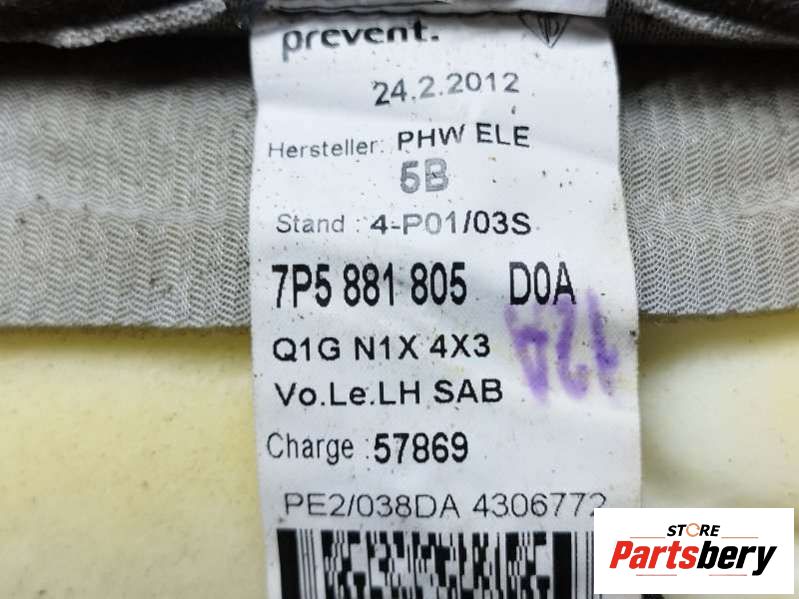 prevent.
24.2.2012
Hersteller: PHW ELE
5B
Stand : 4-P01/03S
7P5 881 805 D0A
Q1G N1X 4X3
12A
Vo.Le.LH SAB
Charge : 57869
PE2/038DA 4306772
STORE
Partsbery